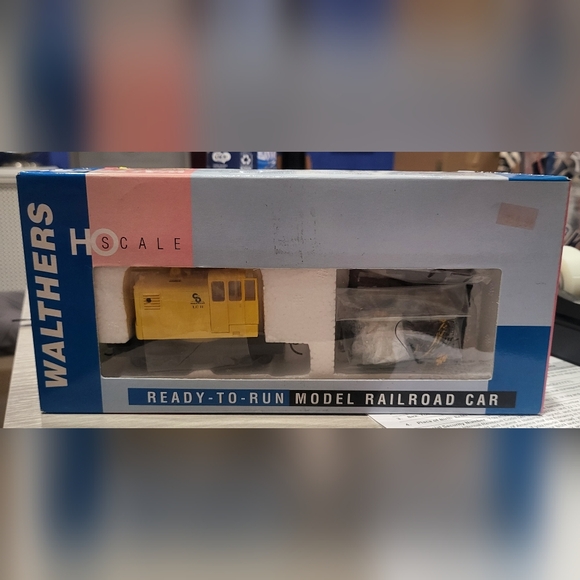 WALTHERS
HO SCALE
READY-TO-RUN MODEL RAILROAD CAR